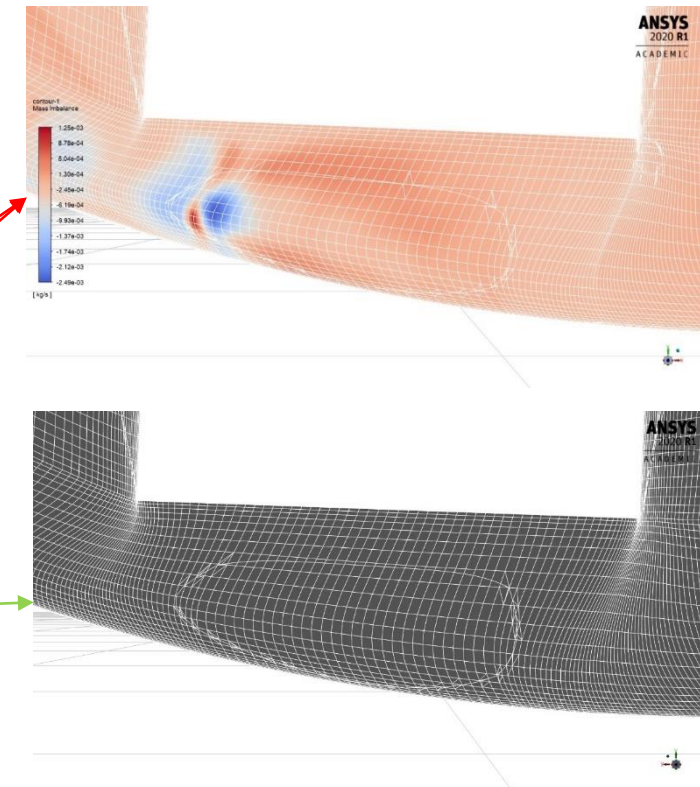 ANSYS
2020 R1
ACADEMIC
contour-1
Mass Imbalance
1.25e-03
8.78e-04
5.04e-04
1.30e-04
-2.45e-04
-6.19e-04
-9.93e-04
-1.37e-03
-1.74e-03
-2.12e-03
-2.49e-03
[ kg/s ]
ANSYS
2020 R1
ACADEMIC